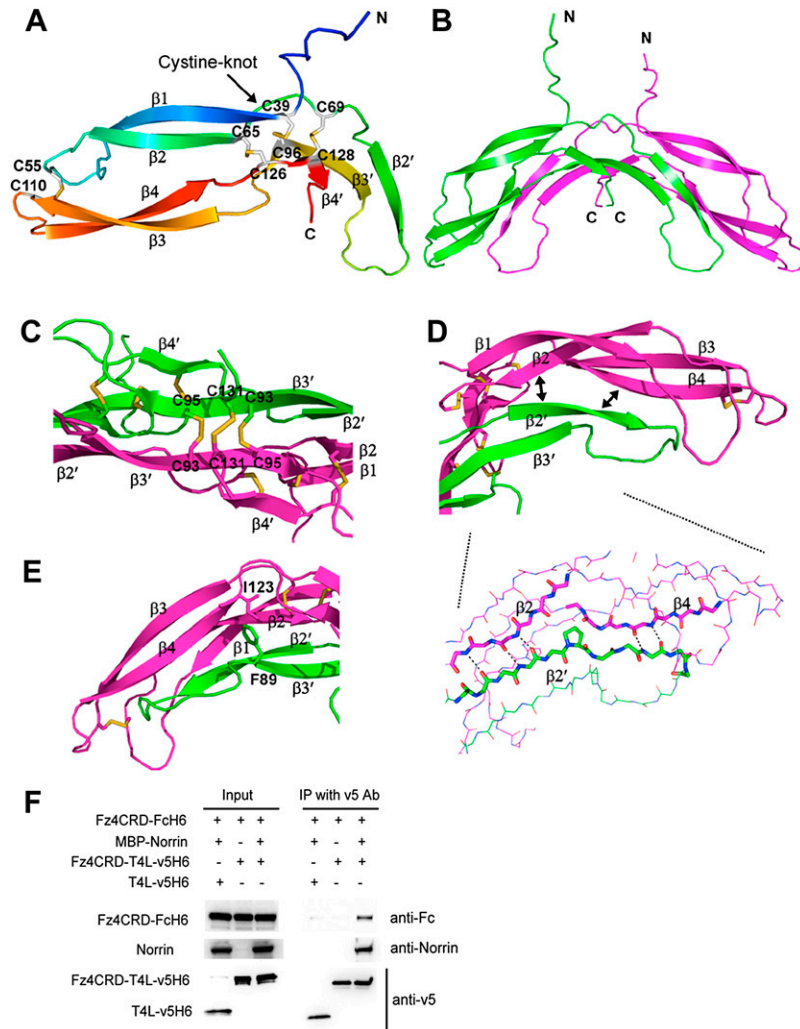 A
N
Cystine-knot
β1
C39
C69
C65
β2
C96
C128
β2'
C55
C126
β3'
C110
β4
β4'
C
β3
B
N
N
C C
C
β4'
C95
C131
C93
β3'
β2'
C93
C131
C95
β2
β2'
β3'
β1
β4'
D
β1
β2
β3
β4
β2'
β3'
β2
β4
β2'
E
I123
β3
β4
β2
β1
β2'
F89
β3'
F
Input
IP with v5 Ab
Fz4CRD-FcH6 + + + + + +
MBP-Norrin + - + + - +
Fz4CRD-T4L-v5H6 - + + - + +
T4L-v5H6 + - - + - -
Fz4CRD-FcH6 anti-Fc
Norrin anti-Norrin
Fz4CRD-T4L-v5H6
anti-v5
T4L-v5H6